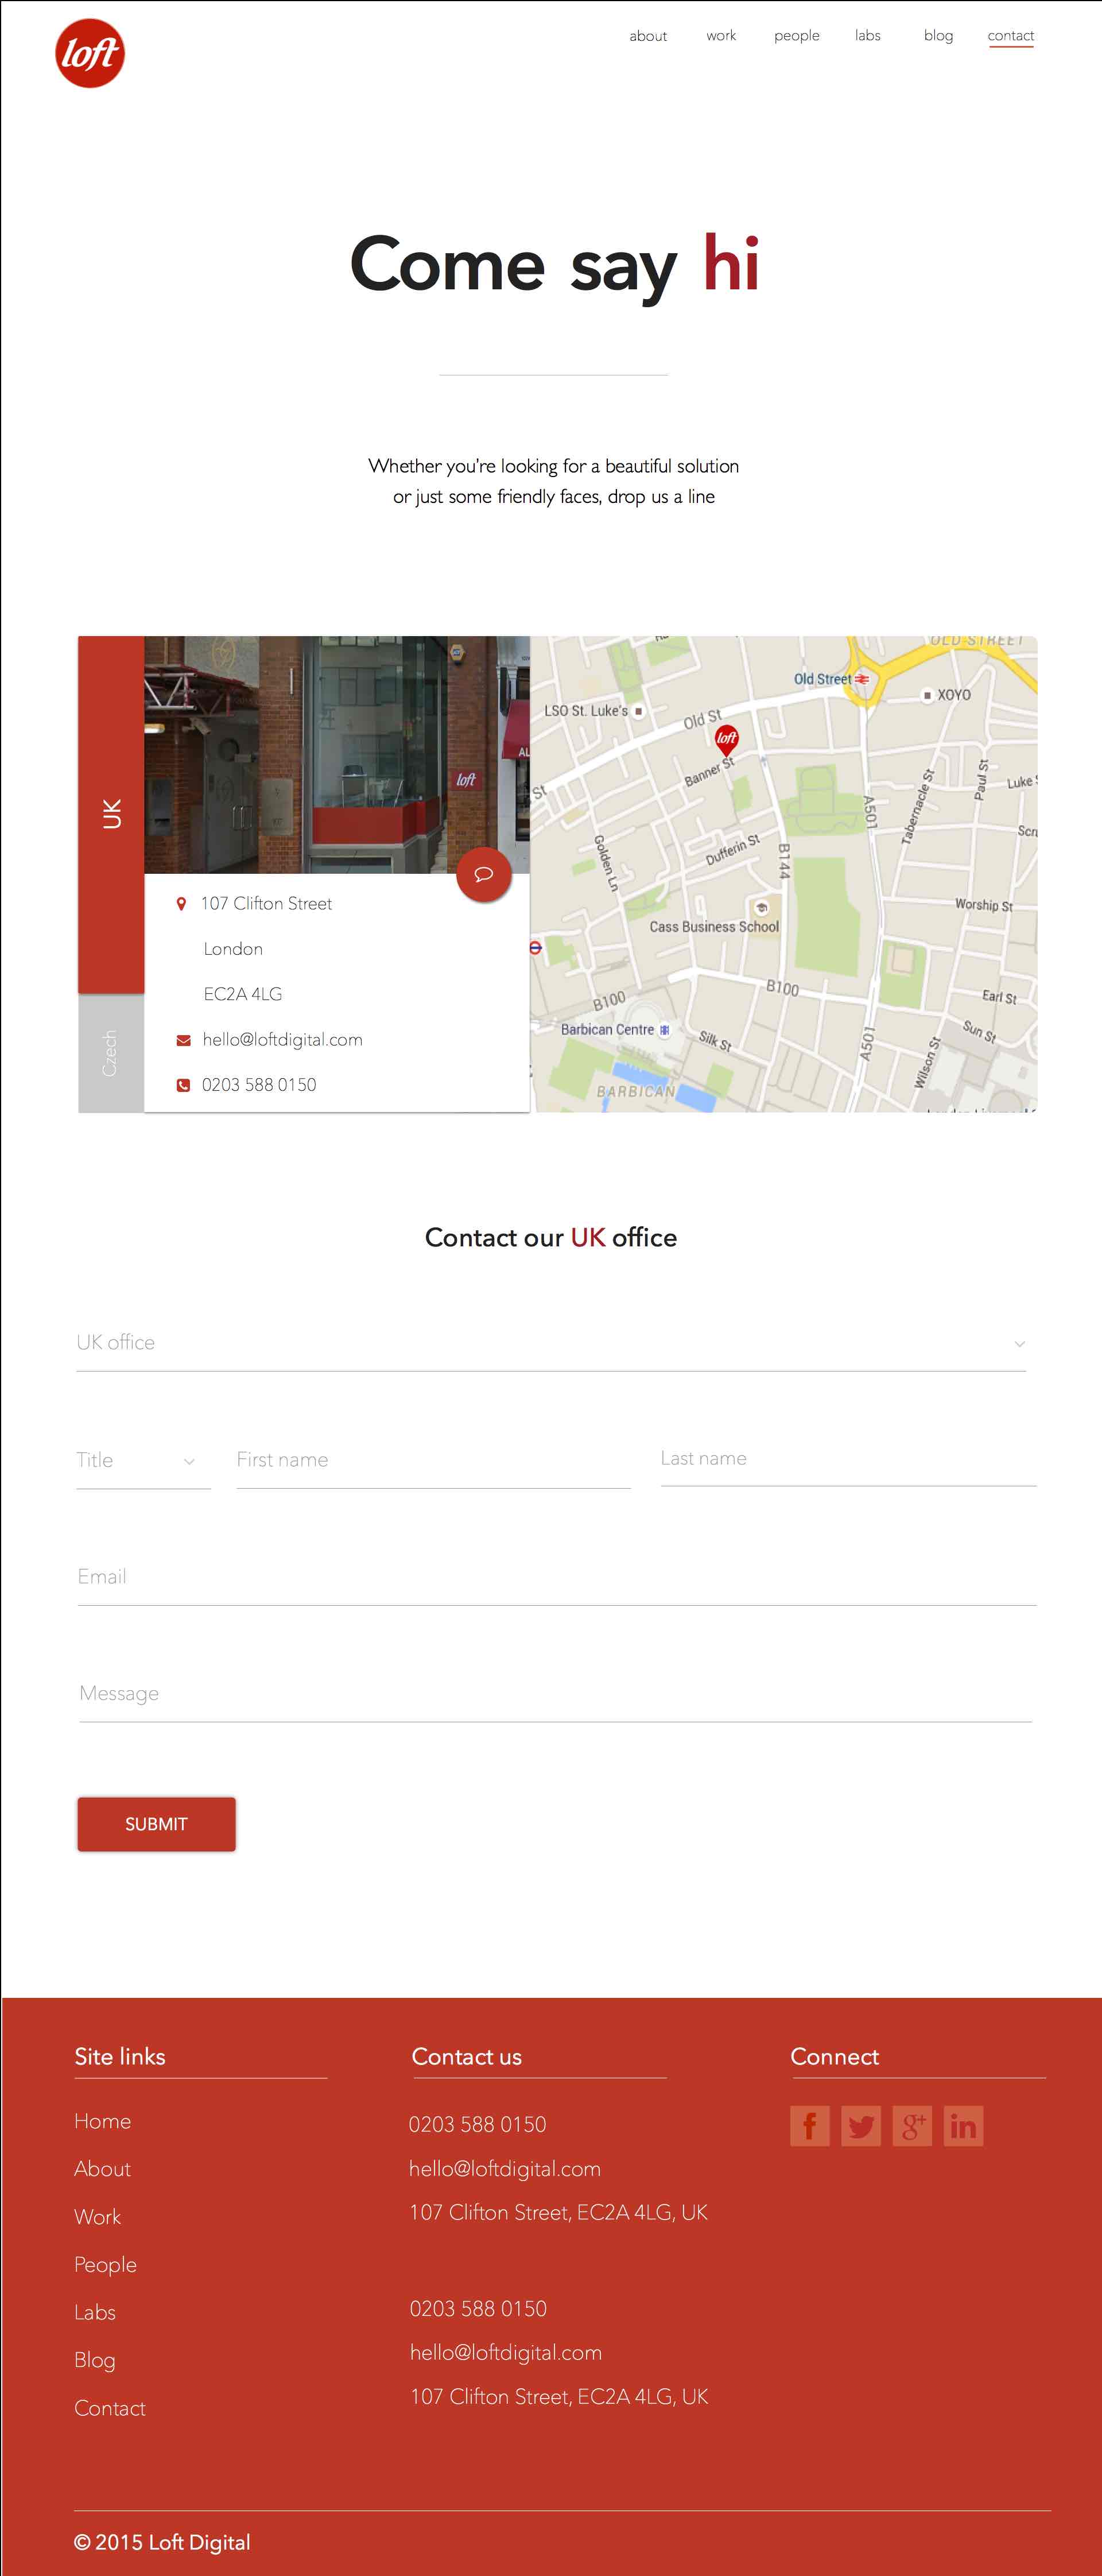 loft
about work people labs blog contact
Come say hi
Whether you're looking for a beautiful solution
or just some friendly faces, drop us a line
UK
Czech
loft
AL
107 Clifton Street
London
EC2A 4LG
hello@loftdigital.com
0203 588 0150
OLD STREET
Old Street
XOYO
LSO St. Luke's
Old St
loft
Banner St
St
Paul St
Luke
Tabernacle St
A501
Golden Ln
Dufferin St
B144
Worship St
Cass Business School
B100
B100
Earl St
Barbican Centre
Silk St
Sun St
A501
Wilson St
BARBICAN
Contact our UK office
UK office
Title First name Last name
Email
Message
SUBMIT
Site links
Home
About
Work
People
Labs
Blog
Contact
Contact us
0203 588 0150
hello@loftdigital.com
107 Clifton Street, EC2A 4LG, UK
0203 588 0150
hello@loftdigital.com
107 Clifton Street, EC2A 4LG, UK
Connect
f
g+
in
© 2015 Loft Digital